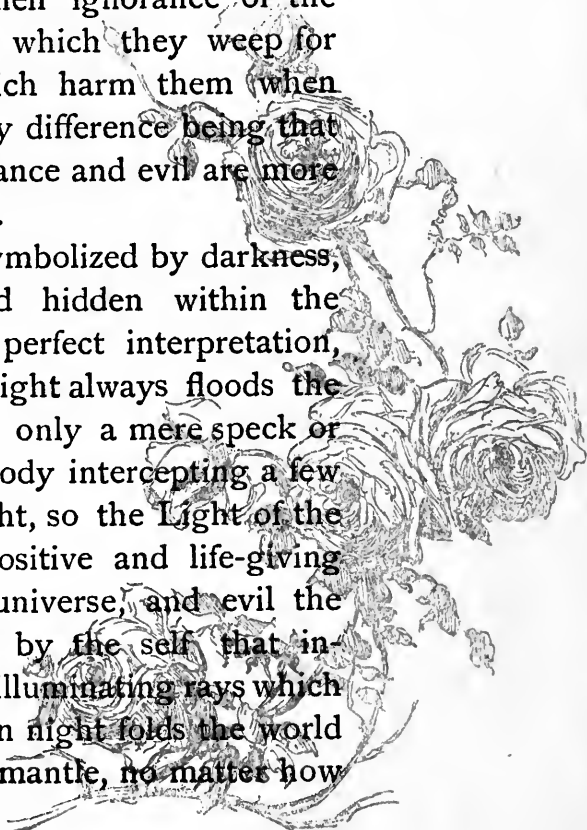 ignorance of the
which they weep for
ich harm them (when
y difference being that
ance and evil are more
.
ymbolized by darkness,
d hidden within the
perfect interpretation,
ight always floods the
only a mere speck or
ody intercepting a few
ht, so the Light of the
ositive and life-giving
universe, and evil the
by the self that in-
lluminating rays which
n night folds the world
mantle, no matter how